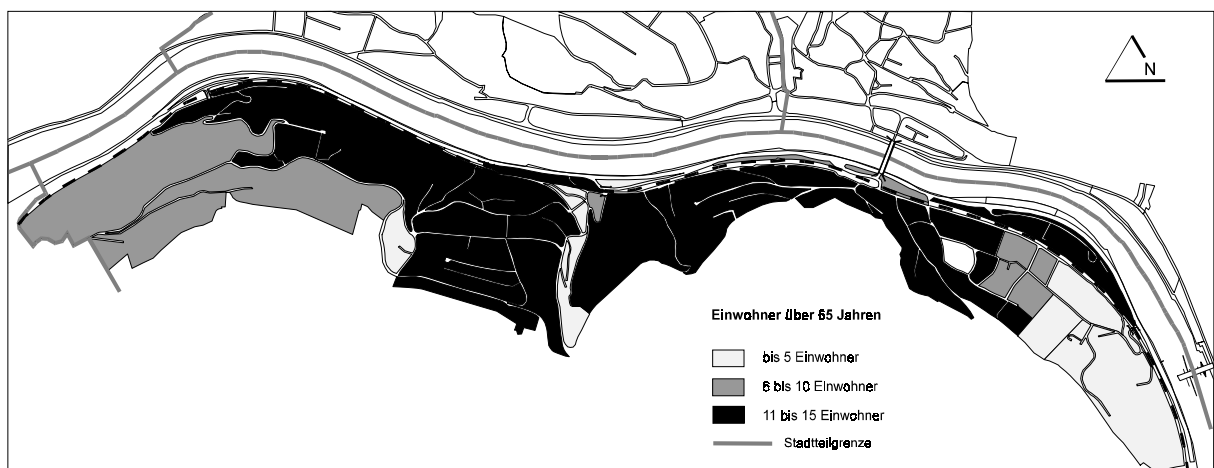 N
Einwohner über 65 Jahren
bis 5 Einwohner
6 bis 10 Einwohner
11 bis 15 Einwohner
Stadtteilgrenze